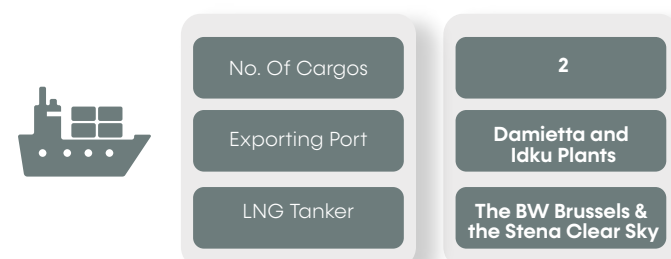 No. Of Cargos
2
Exporting Port
Damietta and
Idku Plants
LNG Tanker
The BW Brussels &
the Stena Clear Sky